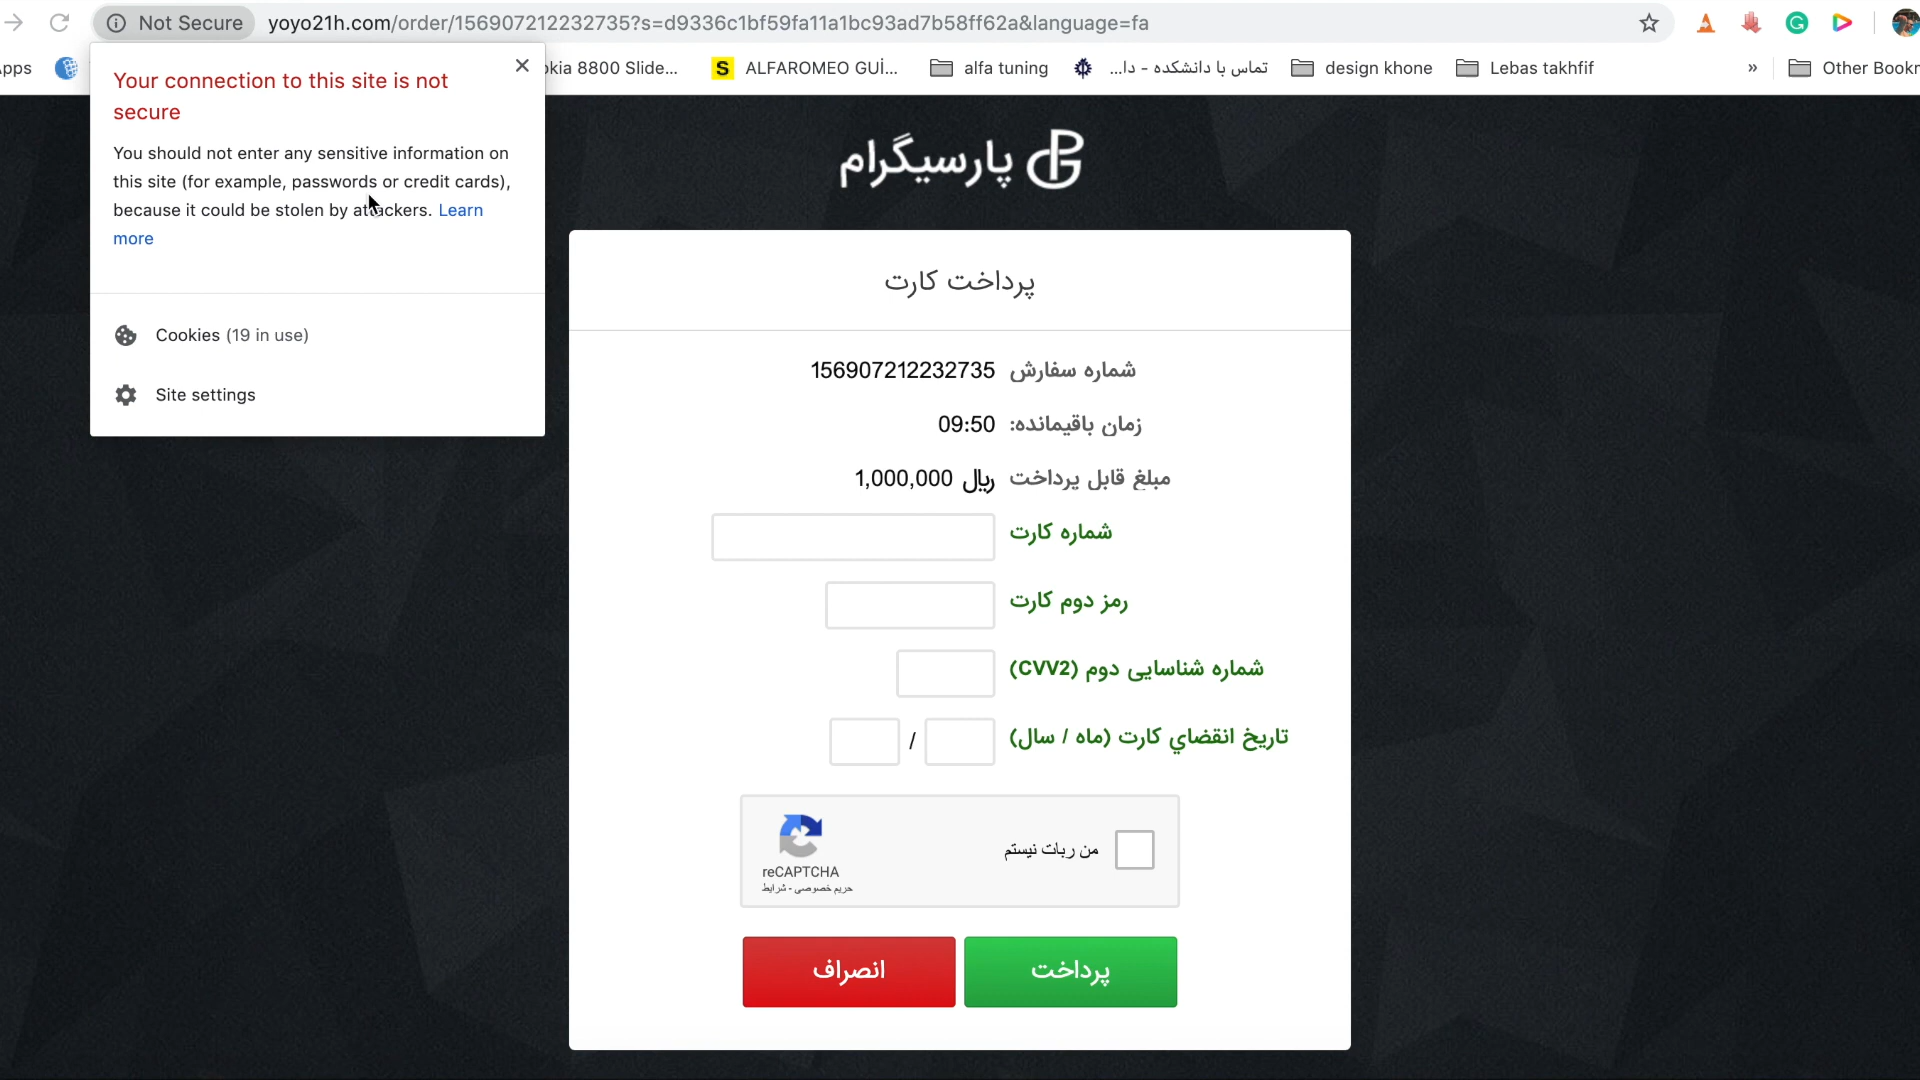 Not Secure yoyo21h.com/order/156907212232735?s=d9336c1bf59fa11a1bc93ad7b58ff62a&language=fa
8800 Slide... S ALFAROMEO GUİ... alfa tuning تماس با دانشکده - دا... design khone Lebas takhfif » Other
Your connection to this site is not
secure
You should not enter any sensitive information on
this site (for example, passwords or credit cards),
because it could be stolen by attackers. Learn
more
Cookies (19 in use)
Site settings
پارسیگرام
پرداخت کارت
شماره سفارش 156907212232735
زمان باقیمانده: 09:50
مبلغ قابل پرداخت 1,000,000 ریال
شماره کارت
رمز دوم کارت
شماره شناسایی دوم (CVV2)
تاریخ انقضاي کارت (ماه / سال)
/
من ربات نیستم
reCAPTCHA
حریم خصوصی - شرایط
پرداخت
انصراف